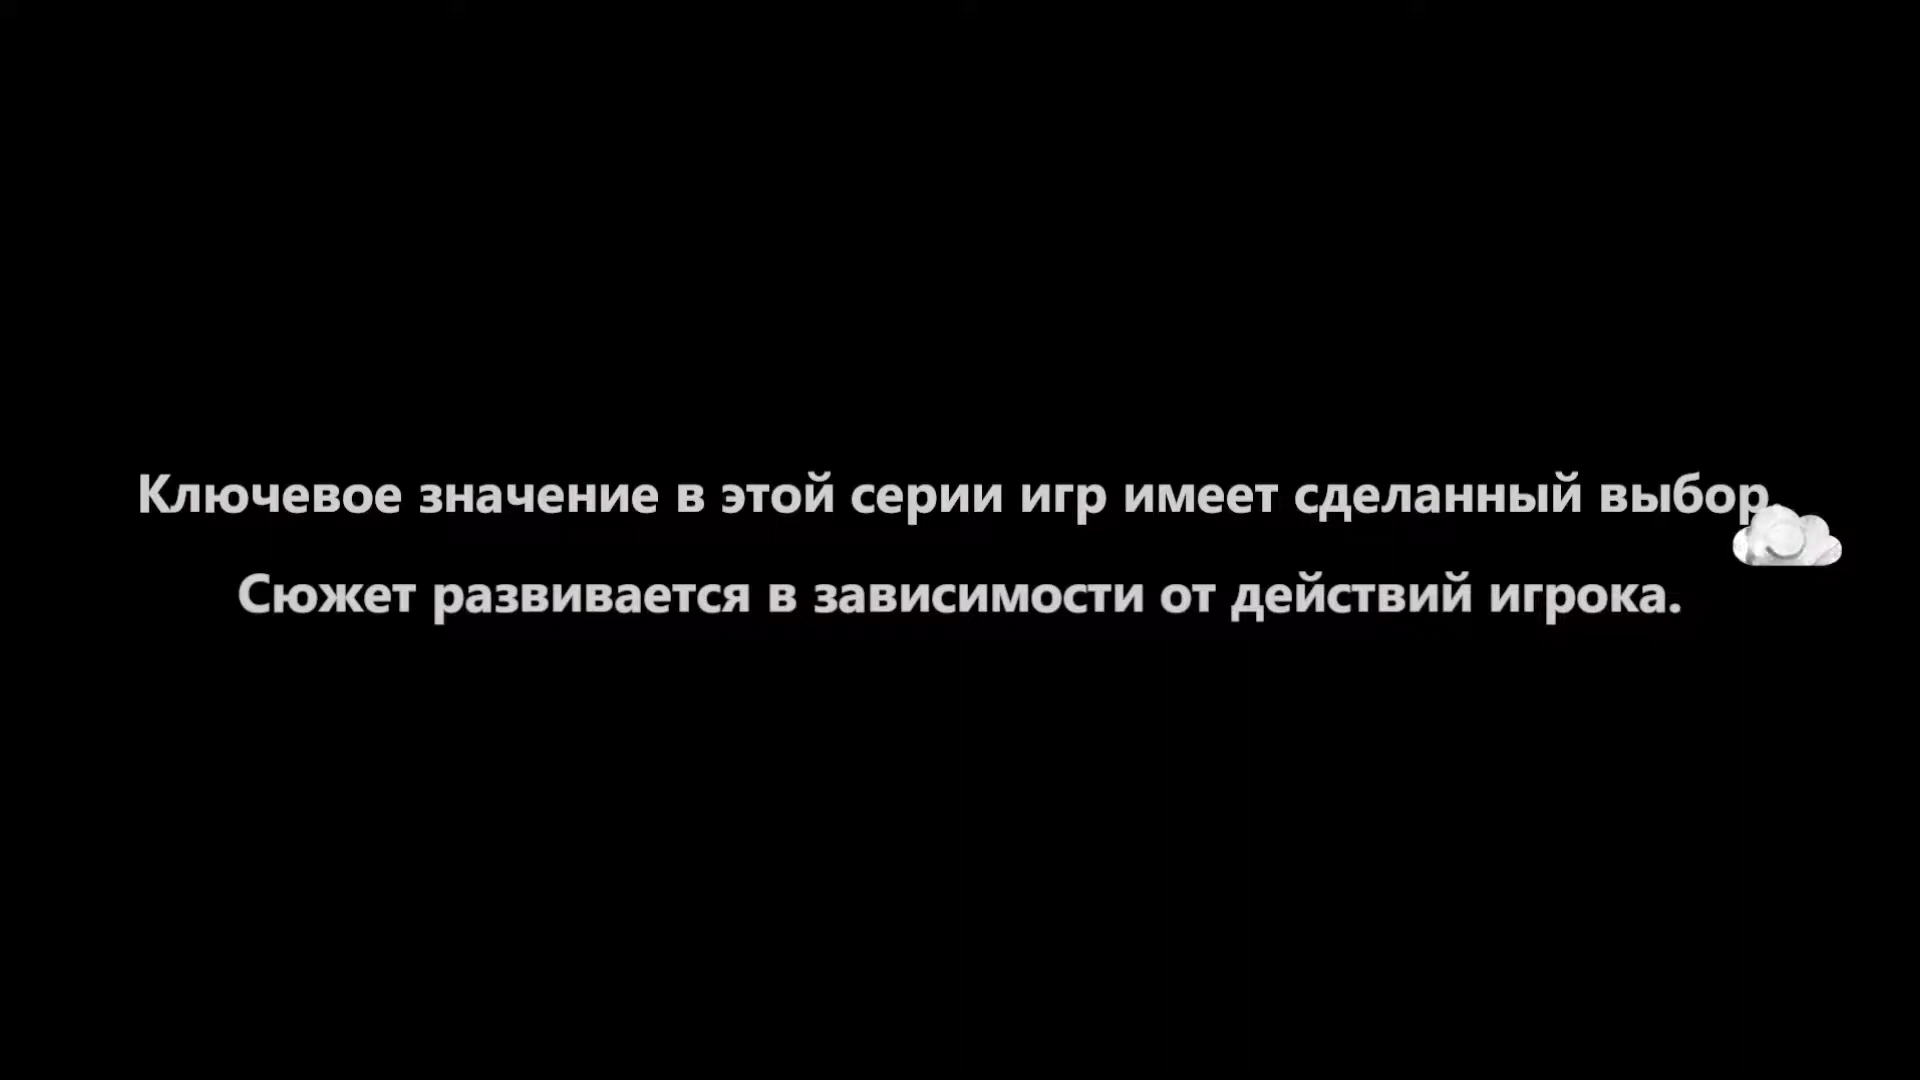 Ключевое значение в этой серии игр имеет сделанный выбор.
Сюжет развивается в зависимости от действий игрока.